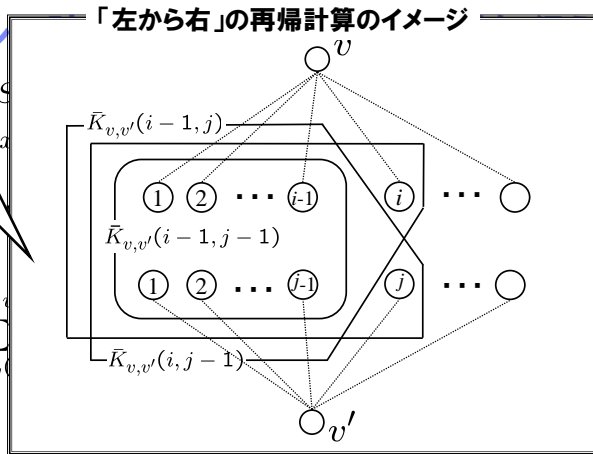 「左から右」の再帰計算のイメージ
v
K̄_{v,v'}(i − 1, j)
1 2 ··· i-1 i ···
K̄_{v,v'}(i − 1, j − 1)
1 2 ··· j-1 j ···
K̄_{v,v'}(i, j − 1)
v'